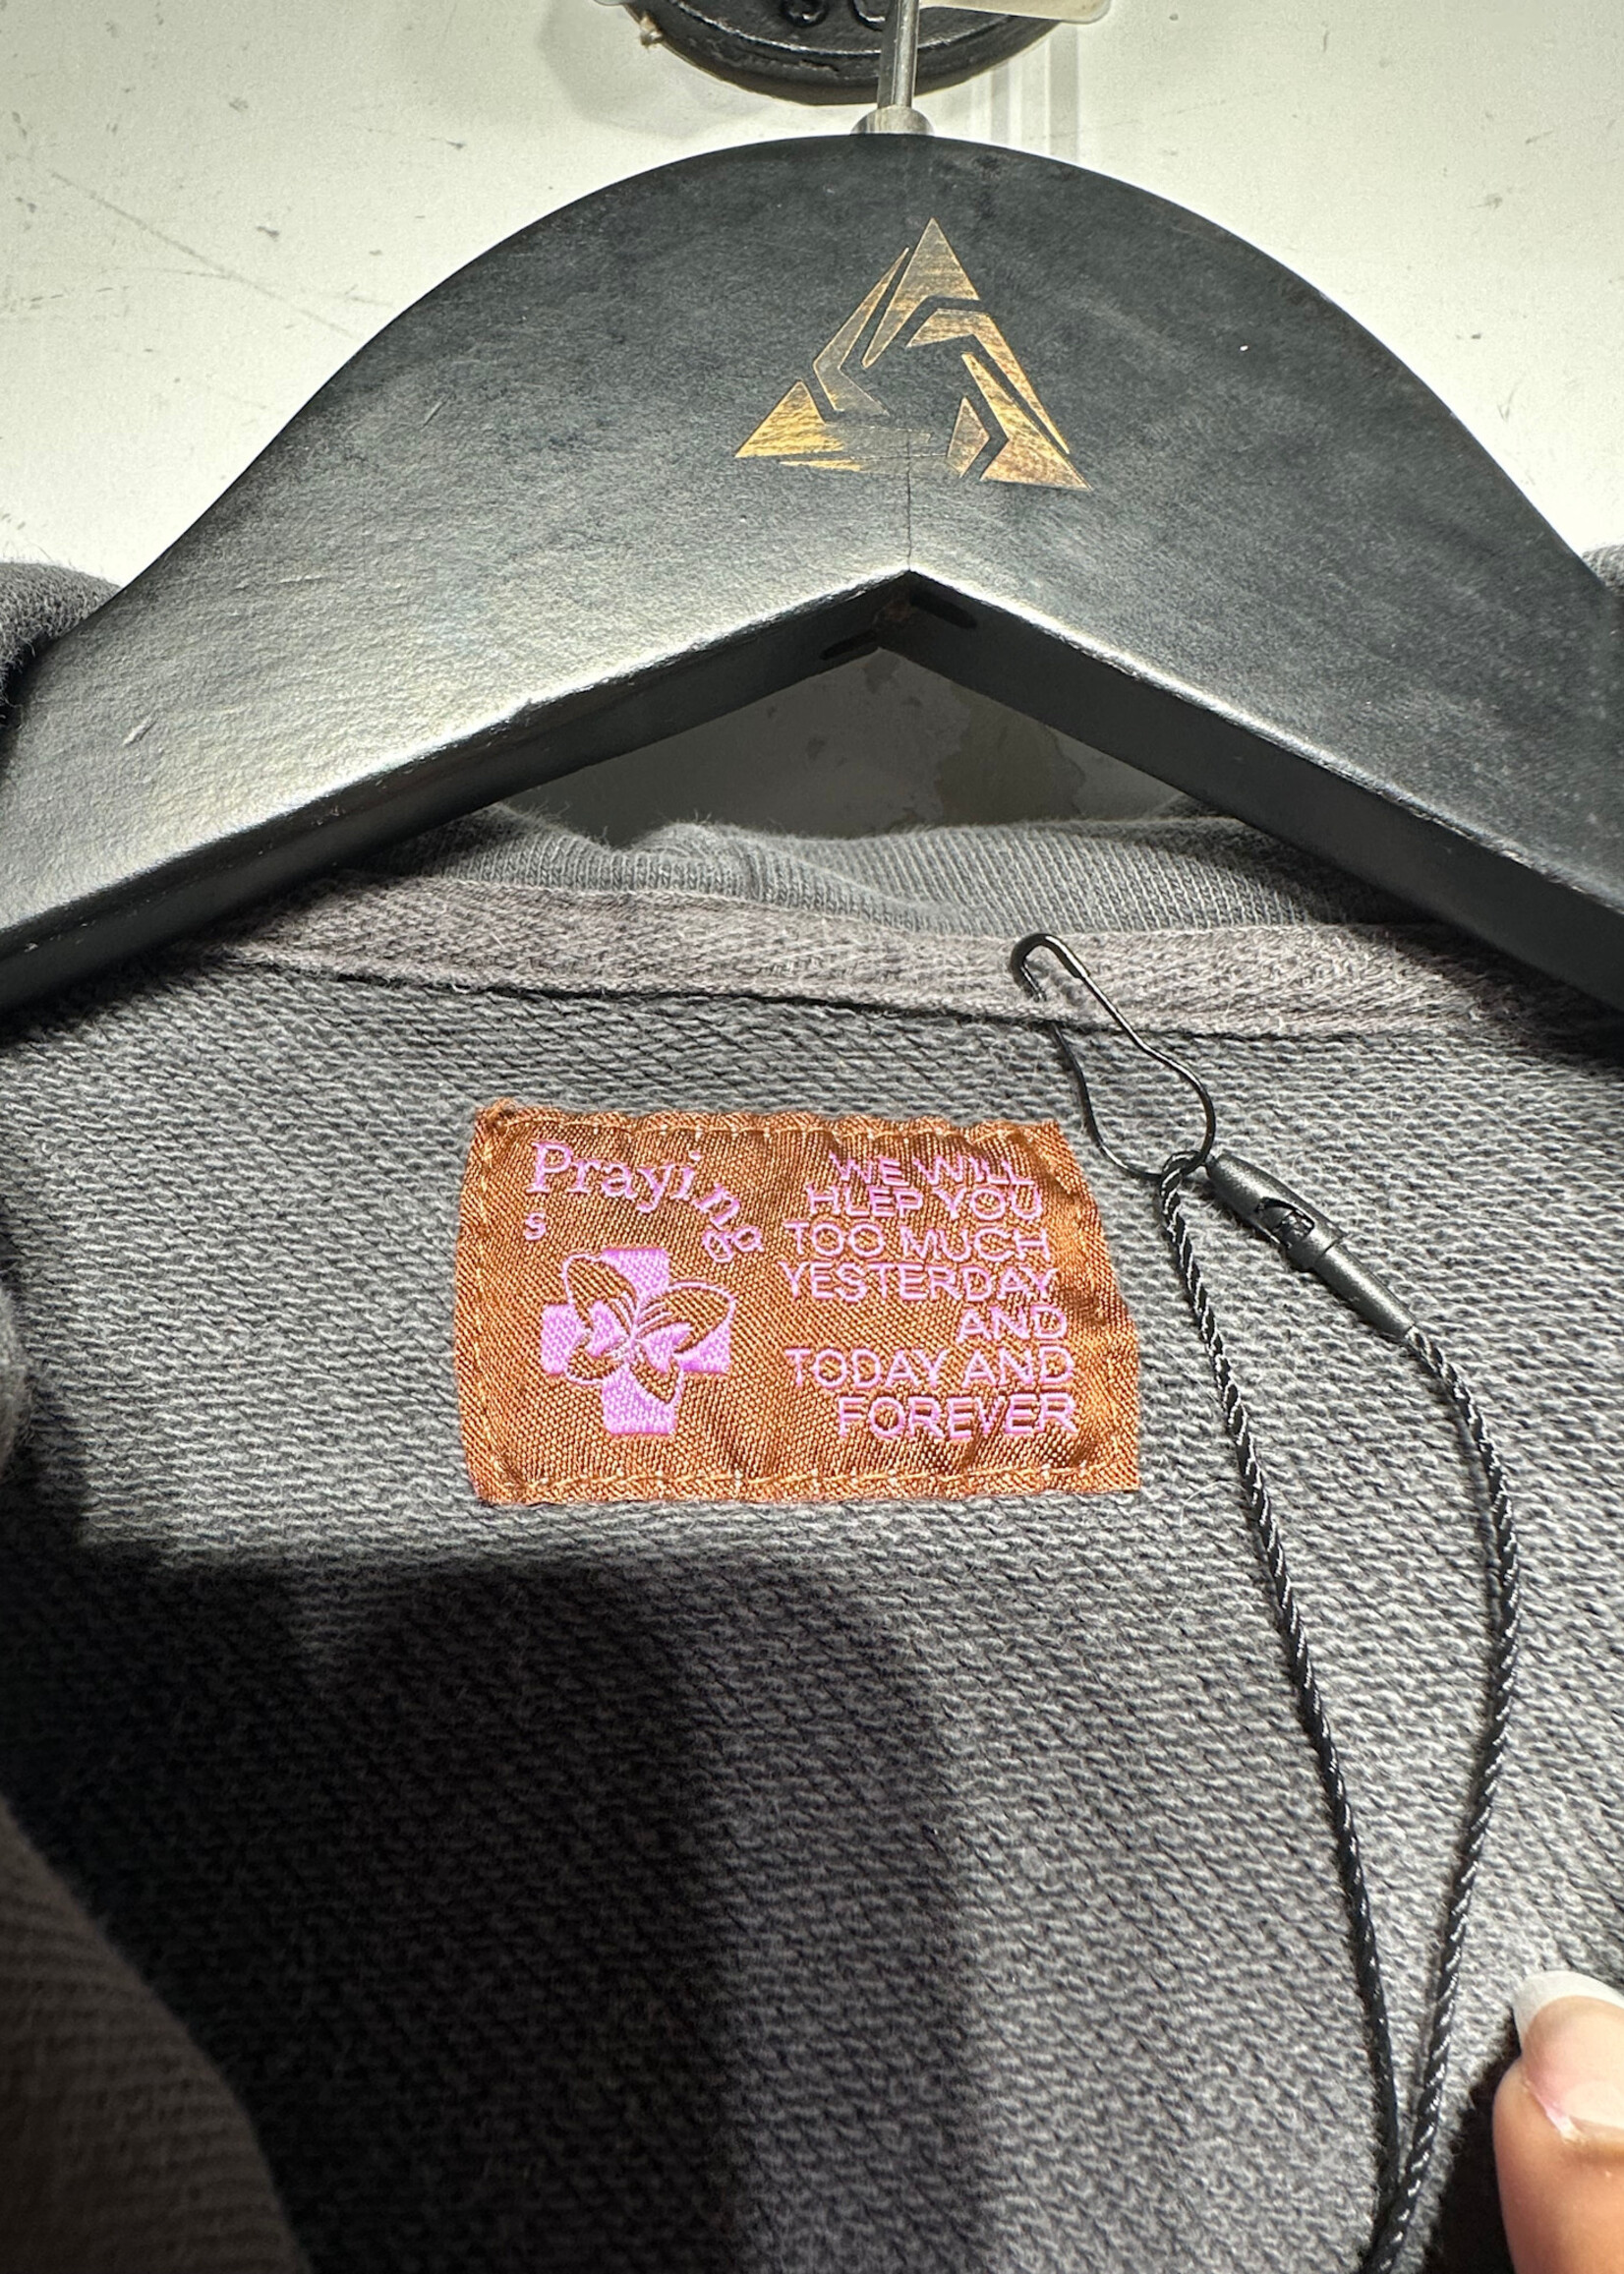 Praying
s
WE WILL
HLEP YOU
TOO MUCH
YESTERDAY
AND
TODAY AND
FOREVER